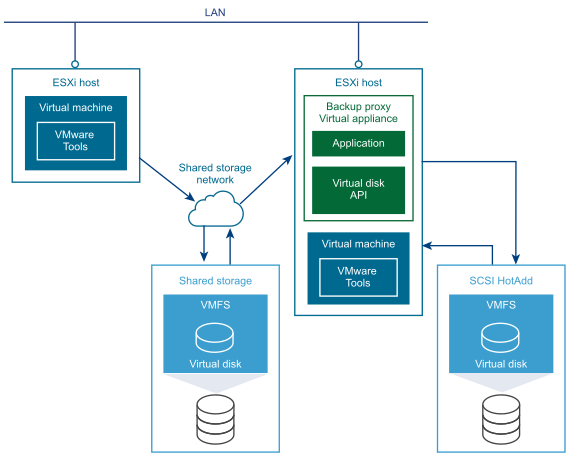 LAN
ESXi host
Virtual machine
VMware
Tools
Shared storage
network
ESXi host
Backup proxy
Virtual appliance
Application
Virtual disk
API
Virtual machine
VMware
Tools
Shared storage
VMFS
Virtual disk
SCSI HotAdd
VMFS
Virtual disk